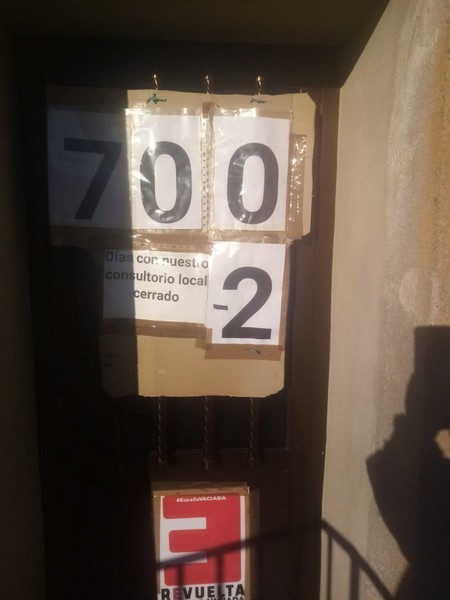 700
Días con nuestro
consultorio local
cerrado
-2
#EspañaVACIADA
REVUELTA